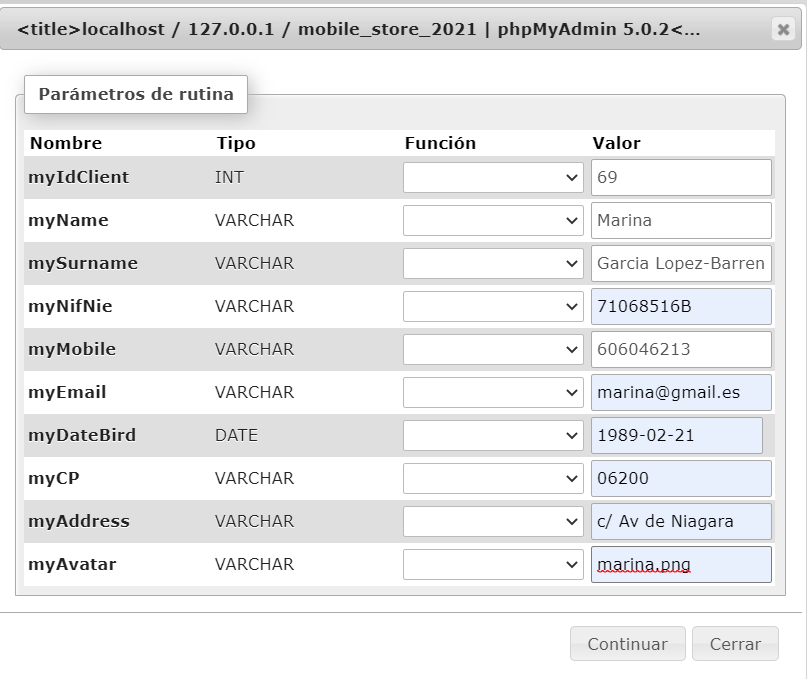 <title>localhost / 127.0.0.1 / mobile_store_2021 | phpMyAdmin 5.0.2<...
Parámetros de rutina
Nombre Tipo Función Valor
myIdClient INT 69
myName VARCHAR Marina
mySurname VARCHAR Garcia Lopez-Barren
myNifNie VARCHAR 71068516B
myMobile VARCHAR 606046213
myEmail VARCHAR marina@gmail.es
myDateBird DATE 1989-02-21
myCP VARCHAR 06200
myAddress VARCHAR c/ Av de Niagara
myAvatar VARCHAR marina.png
Continuar Cerrar